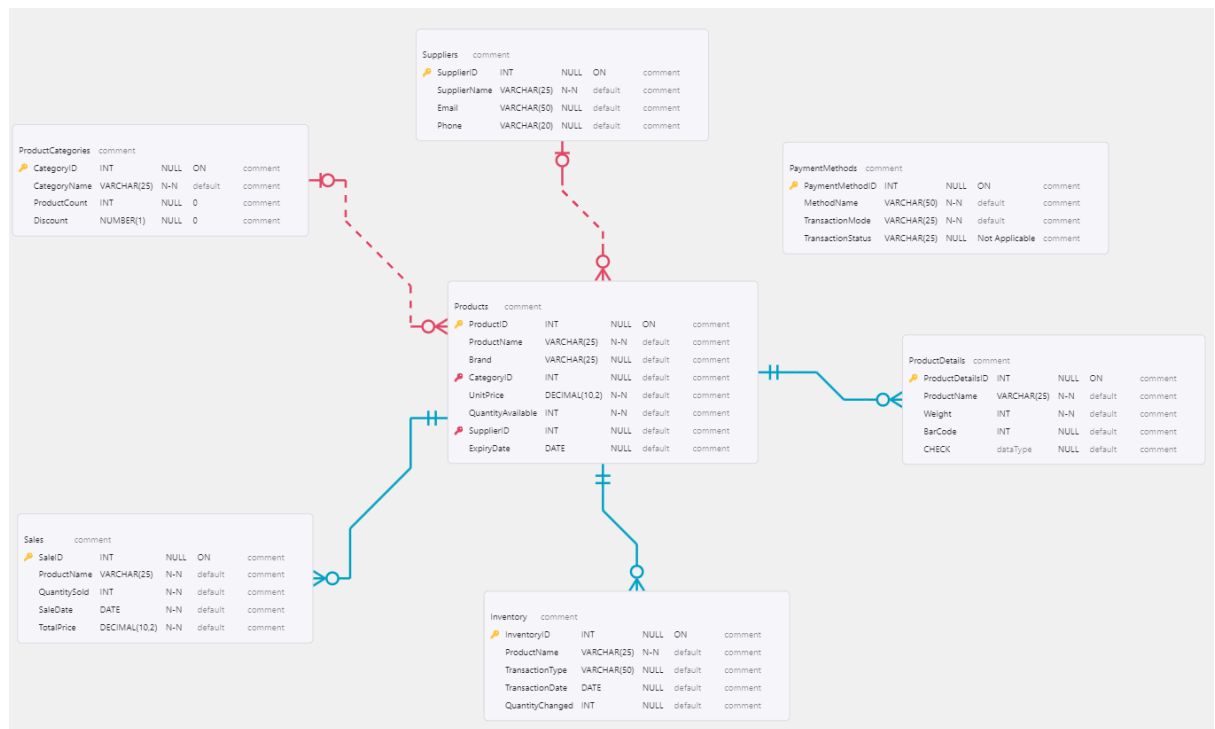 Suppliers comment
SupplierID INT NULL ON comment
SupplierName VARCHAR(25) N-N default comment
Email VARCHAR(50) NULL default comment
Phone VARCHAR(20) NULL default comment
ProductCategories comment
CategoryID INT NULL ON comment
CategoryName VARCHAR(25) N-N default comment
ProductCount INT NULL 0 comment
Discount NUMBER(1) NULL 0 comment
PaymentMethods comment
PaymentMethodID INT NULL ON comment
MethodName VARCHAR(50) N-N default comment
TransactionMode VARCHAR(25) N-N default comment
TransactionStatus VARCHAR(25) NULL Not Applicable comment
Products comment
ProductID INT NULL ON comment
ProductName VARCHAR(25) N-N default comment
Brand VARCHAR(25) NULL default comment
CategoryID INT NULL default comment
UnitPrice DECIMAL(10,2) N-N default comment
QuantityAvailable INT N-N default comment
SupplierID INT NULL default comment
ExpiryDate DATE NULL default comment
ProductDetails comment
ProductDetailsID INT NULL ON comment
ProductName VARCHAR(25) N-N default comment
Weight INT N-N default comment
BarCode INT NULL default comment
CHECK dataType NULL default comment
Sales comment
SaleID INT NULL ON comment
ProductName VARCHAR(25) N-N default comment
QuantitySold INT N-N default comment
SaleDate DATE N-N default comment
TotalPrice DECIMAL(10,2) N-N default comment
Inventory comment
InventoryID INT NULL ON comment
ProductName VARCHAR(25) N-N default comment
TransactionType VARCHAR(50) NULL default comment
TransactionDate DATE NULL default comment
QuantityChanged INT NULL default comment